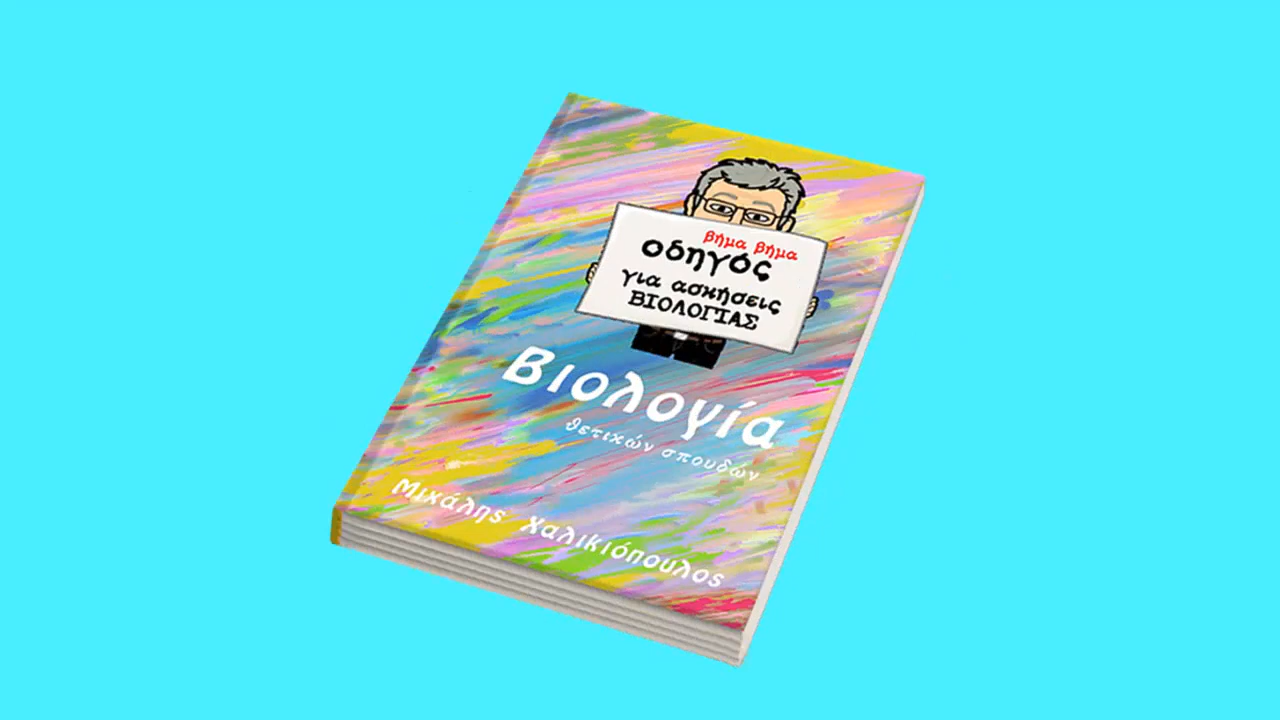 βήμα βήμα
οδηγός
για ασκήσεις
ΒΙΟΛΟΓΙΑΣ
Βιολογία
θετικών σπουδών
Μιχάλης Χαλικιόπουλος